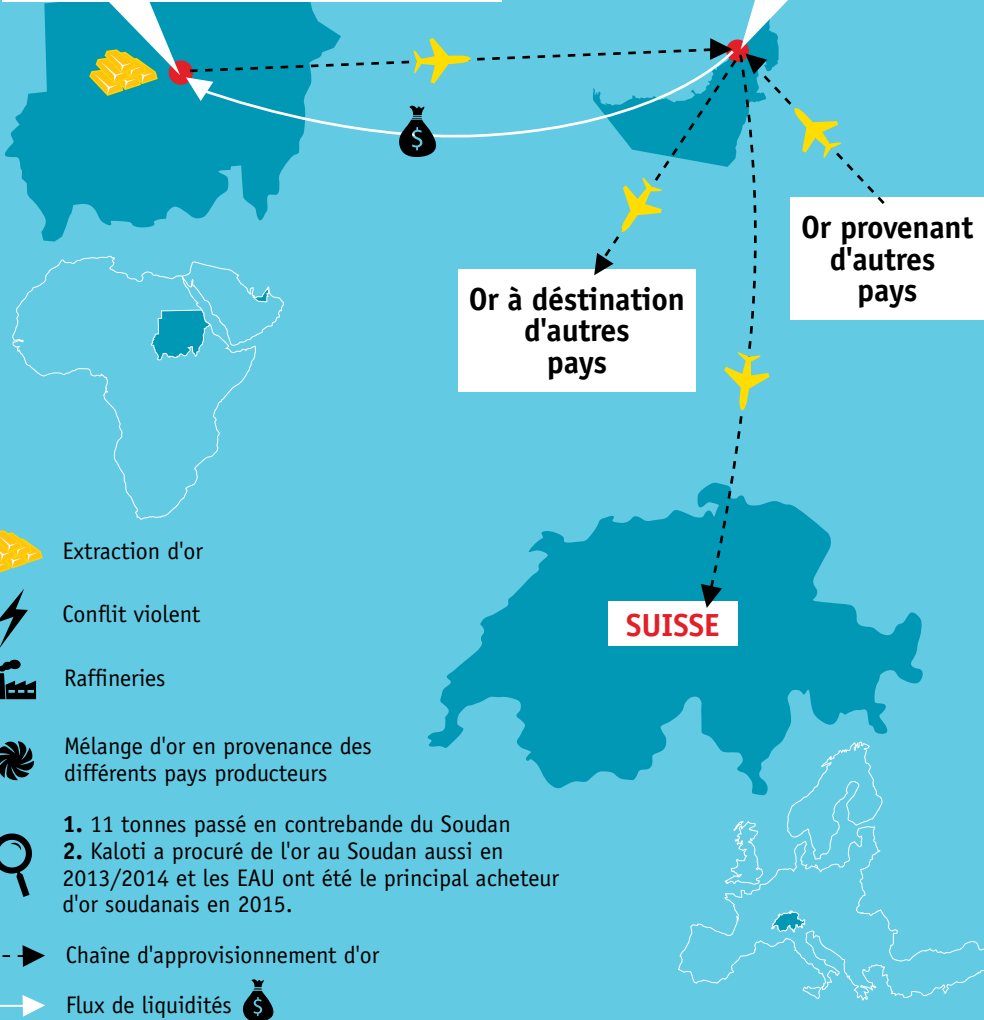 Or provenant
d'autres
pays
Or à déstination
d'autres
pays
SUISSE
Extraction d'or
Conflit violent
Raffineries
Mélange d'or en provenance des
différents pays producteurs
1. 11 tonnes passé en contrebande du Soudan
2. Kaloti a procuré de l'or au Soudan aussi en
2013/2014 et les EAU ont été le principal acheteur
d'or soudanais en 2015.
Chaîne d'approvisionnement d'or
Flux de liquidités $
$